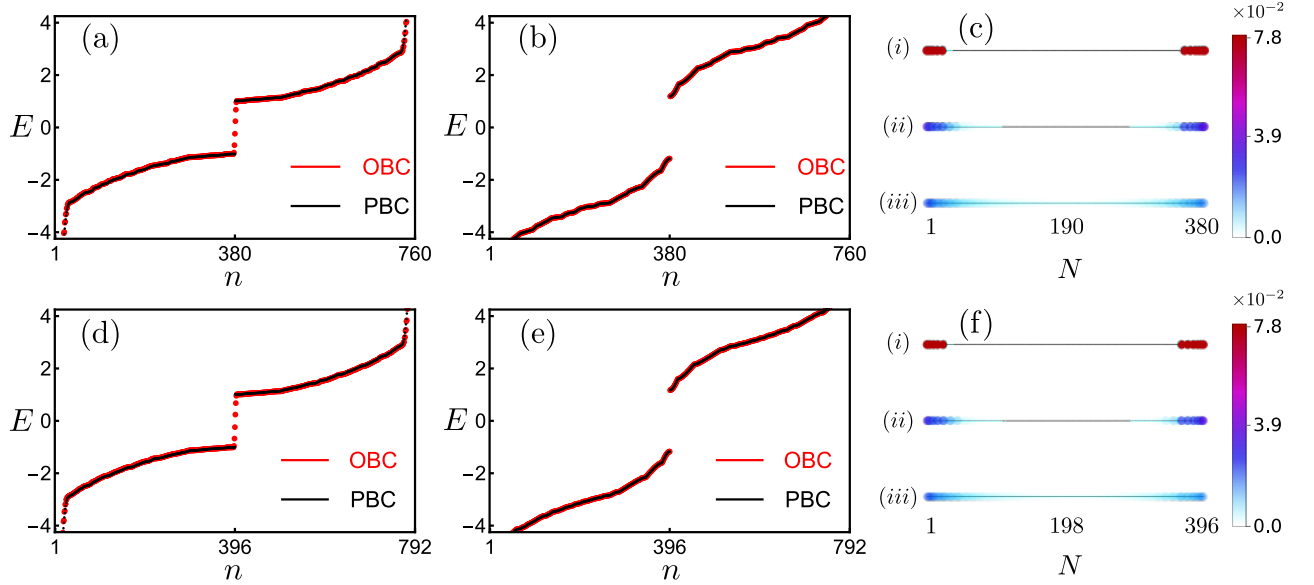 (a)
4
2
E 0
−2
−4
OBC
PBC
1 380 760
n
(b)
4
2
E 0
−2
−4
OBC
PBC
1 380 760
n
(c)
×10−2
(i)
(ii)
(iii)
7.8
3.9
0.0
1 190 380
N
(d)
4
2
E 0
−2
−4
OBC
PBC
1 396 792
n
(e)
4
2
E 0
−2
−4
OBC
PBC
1 396 792
n
(f)
×10−2
(i)
(ii)
(iii)
7.8
3.9
0.0
1 198 396
N